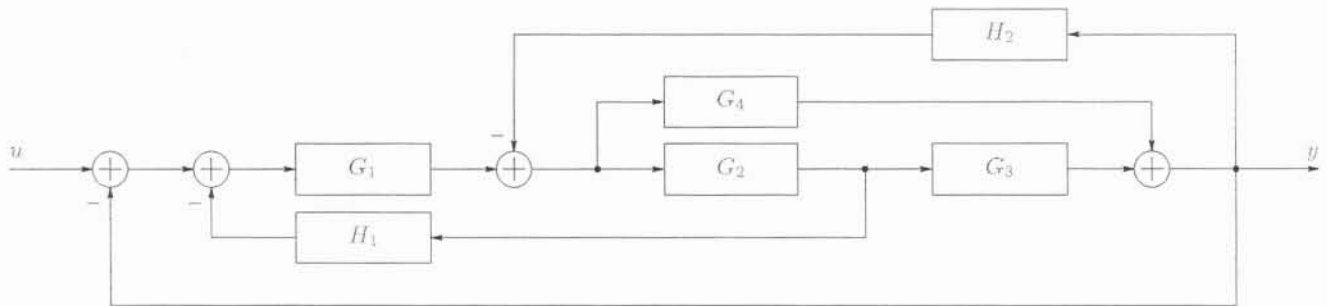 H₂
G₄
u − − G₁ − G₂ G₃ y
H₁
−